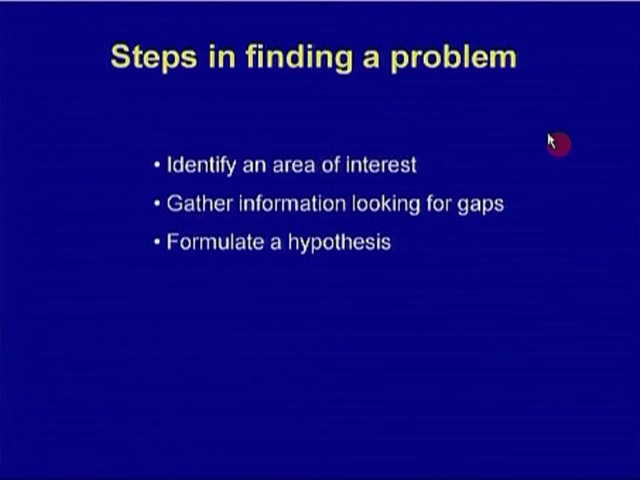 Steps in finding a problem
• Identify an area of interest
• Gather information looking for gaps
• Formulate a hypothesis